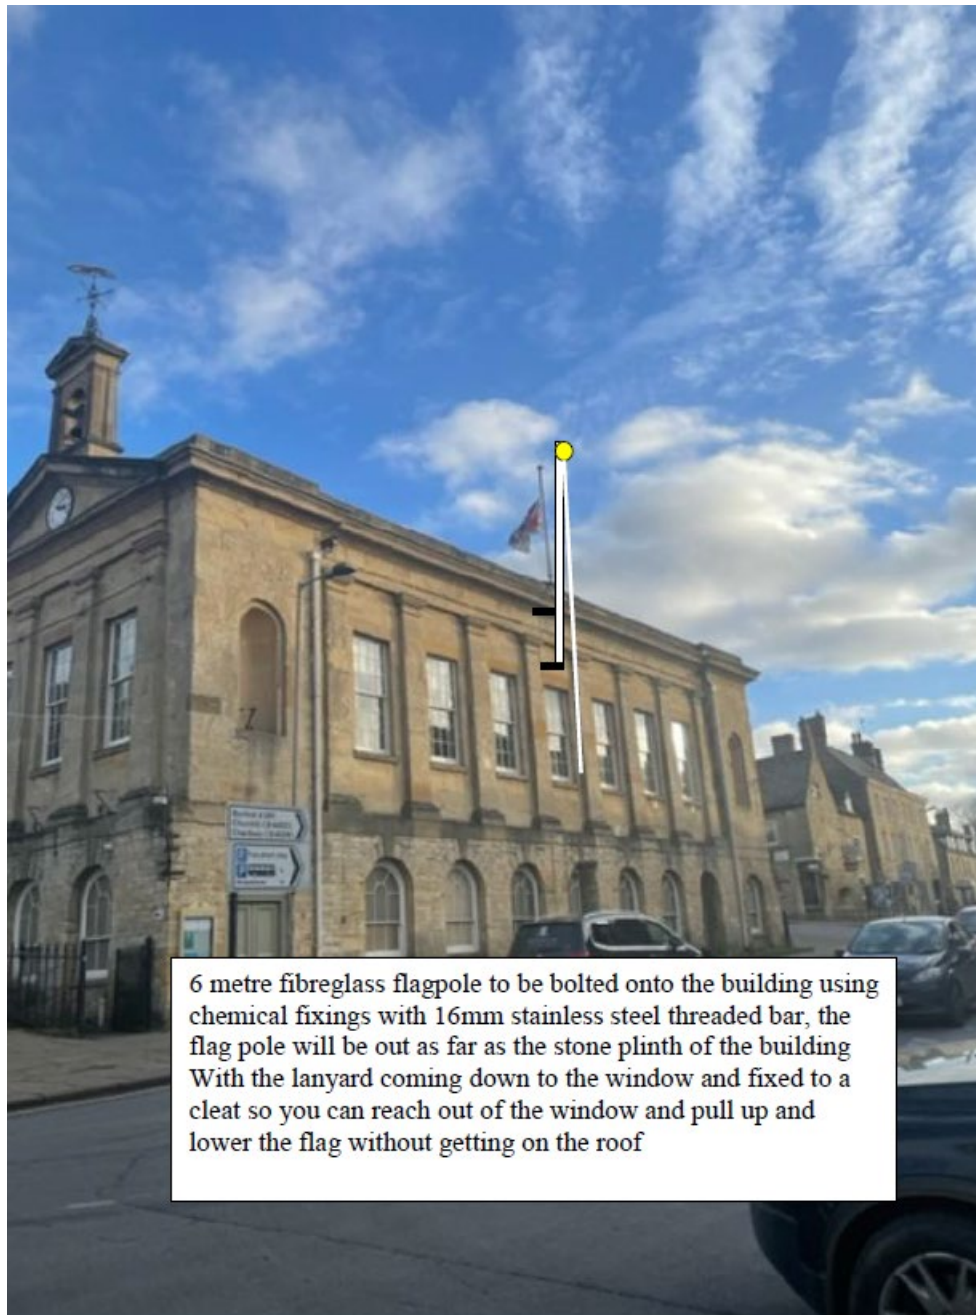 6 metre fibreglass flagpole to be bolted onto the building using
chemical fixings with 16mm stainless steel threaded bar, the
flag pole will be out as far as the stone plinth of the building
With the lanyard coming down to the window and fixed to a
cleat so you can reach out of the window and pull up and
lower the flag without getting on the roof